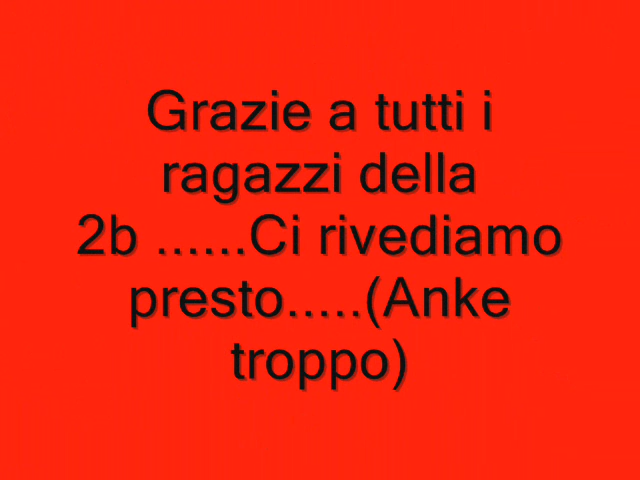 Grazie a tutti i
ragazzi della
2b ......Ci rivediamo
presto.....(Anke
troppo)